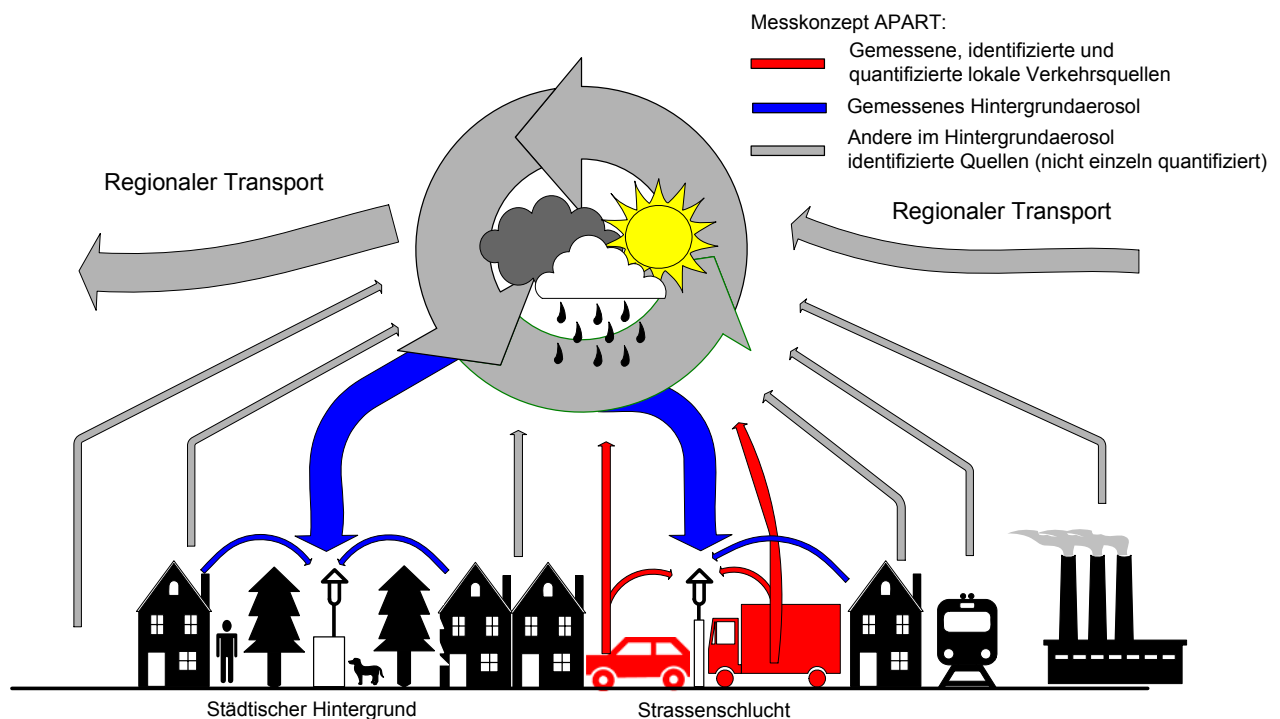 Messkonzept APART:
Gemessene, identifizierte und
quantifizierte lokale Verkehrsquellen
Gemessenes Hintergrundaerosol
Andere im Hintergrundaerosol
identifizierte Quellen (nicht einzeln quantifiziert)
Regionaler Transport
Regionaler Transport
Städtischer Hintergrund
Strassenschlucht